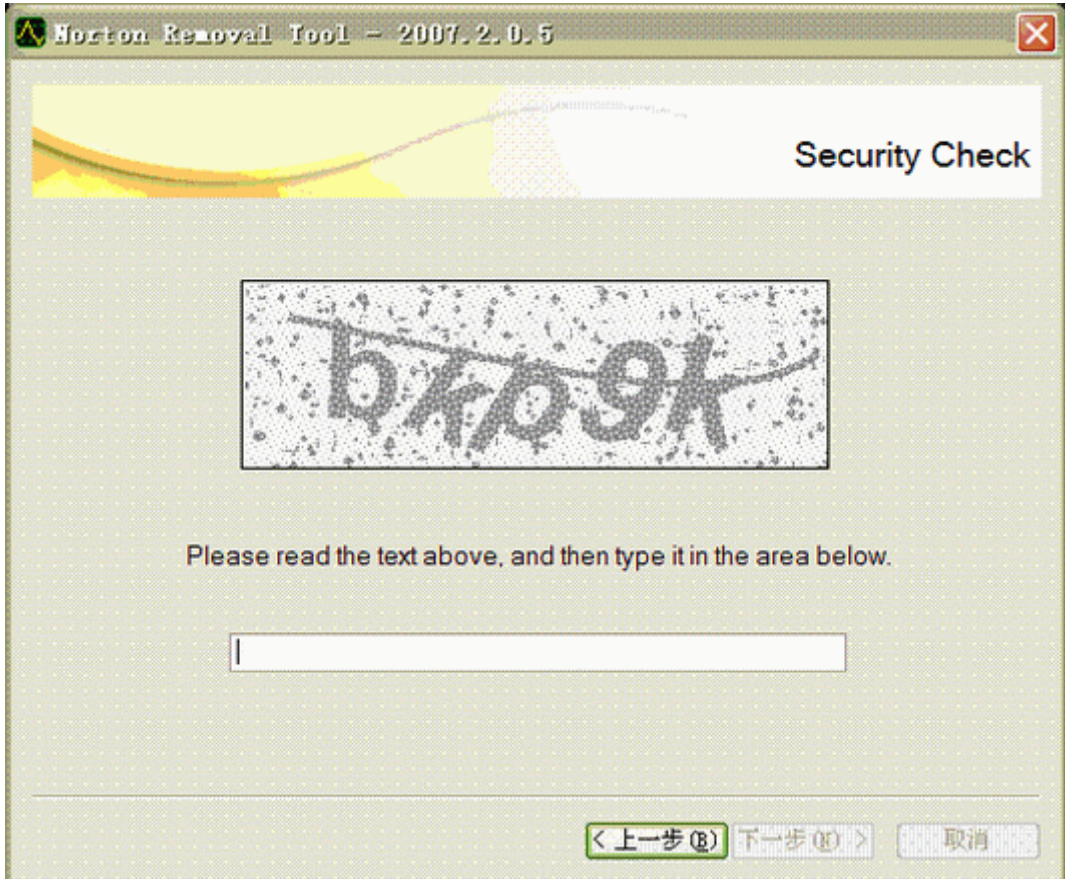 Norton Removal Tool - 2007.2.0.5
Security Check
bkp9k
Please read the text above, and then type it in the area below.
< 上一步(B) 下一步(N) > 取消